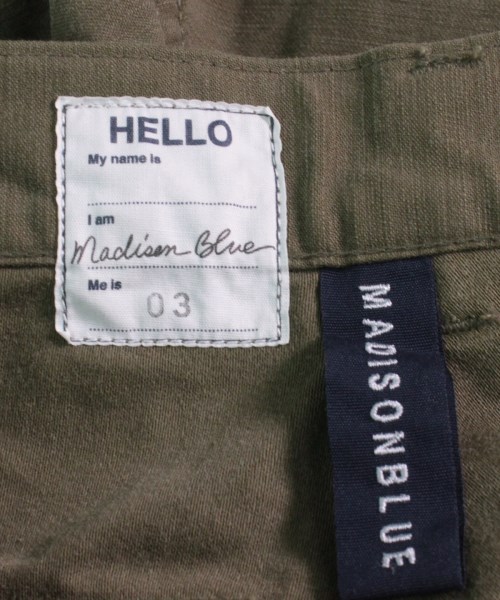 HELLO
My name is
I am
Madison Blue
Me is
03
MADISONBLUE